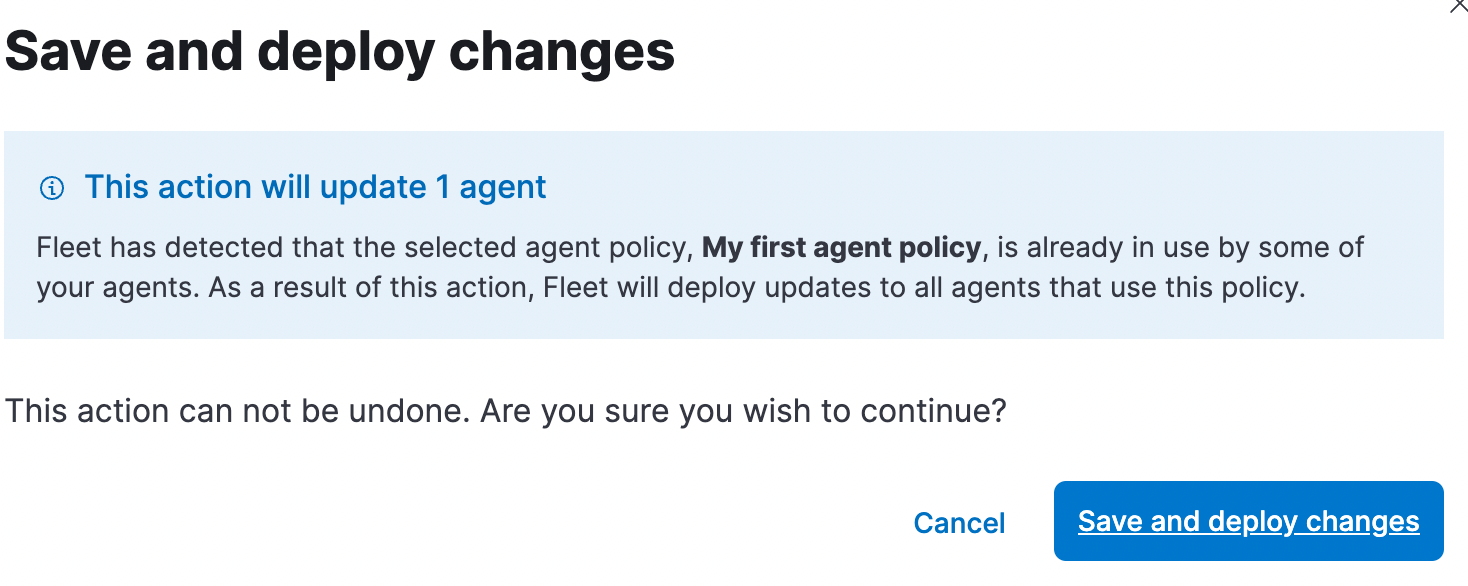 Save and deploy changes
This action will update 1 agent
Fleet has detected that the selected agent policy, My first agent policy, is already in use by some of
your agents. As a result of this action, Fleet will deploy updates to all agents that use this policy.
This action can not be undone. Are you sure you wish to continue?
Cancel
Save and deploy changes